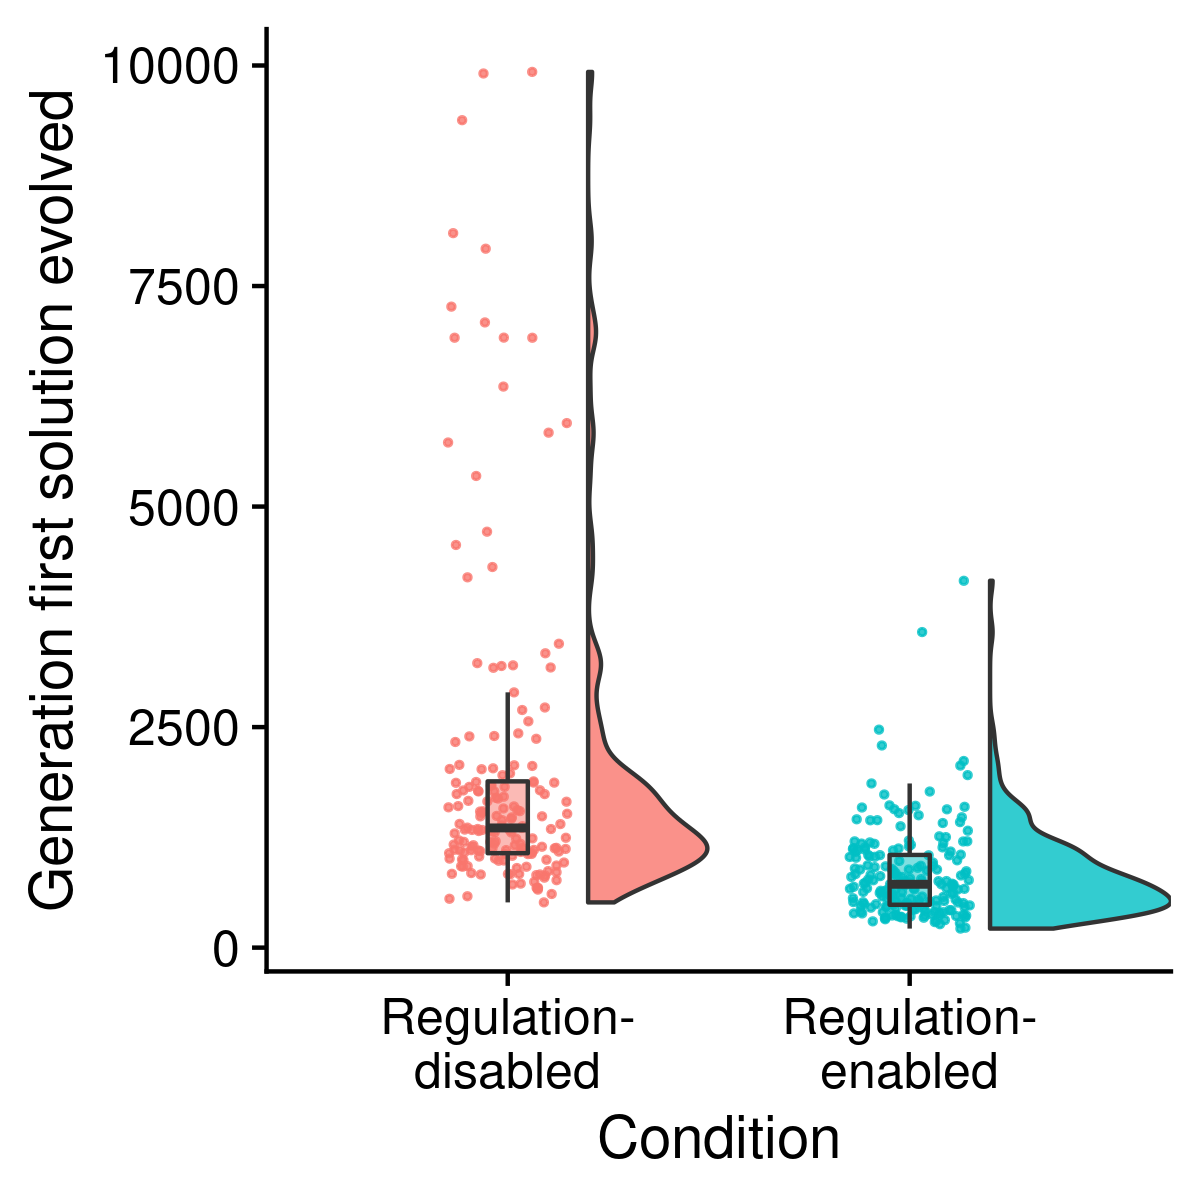 Generation first solution evolved
10000
7500
5000
2500
0
Regulation-
disabled
Regulation-
enabled
Condition